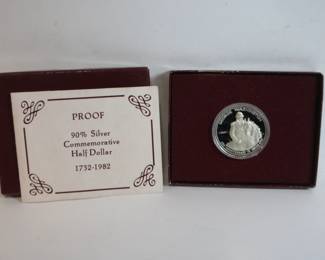 PROOF
90% Silver
Commemorative
Half Dollar
1732-1982